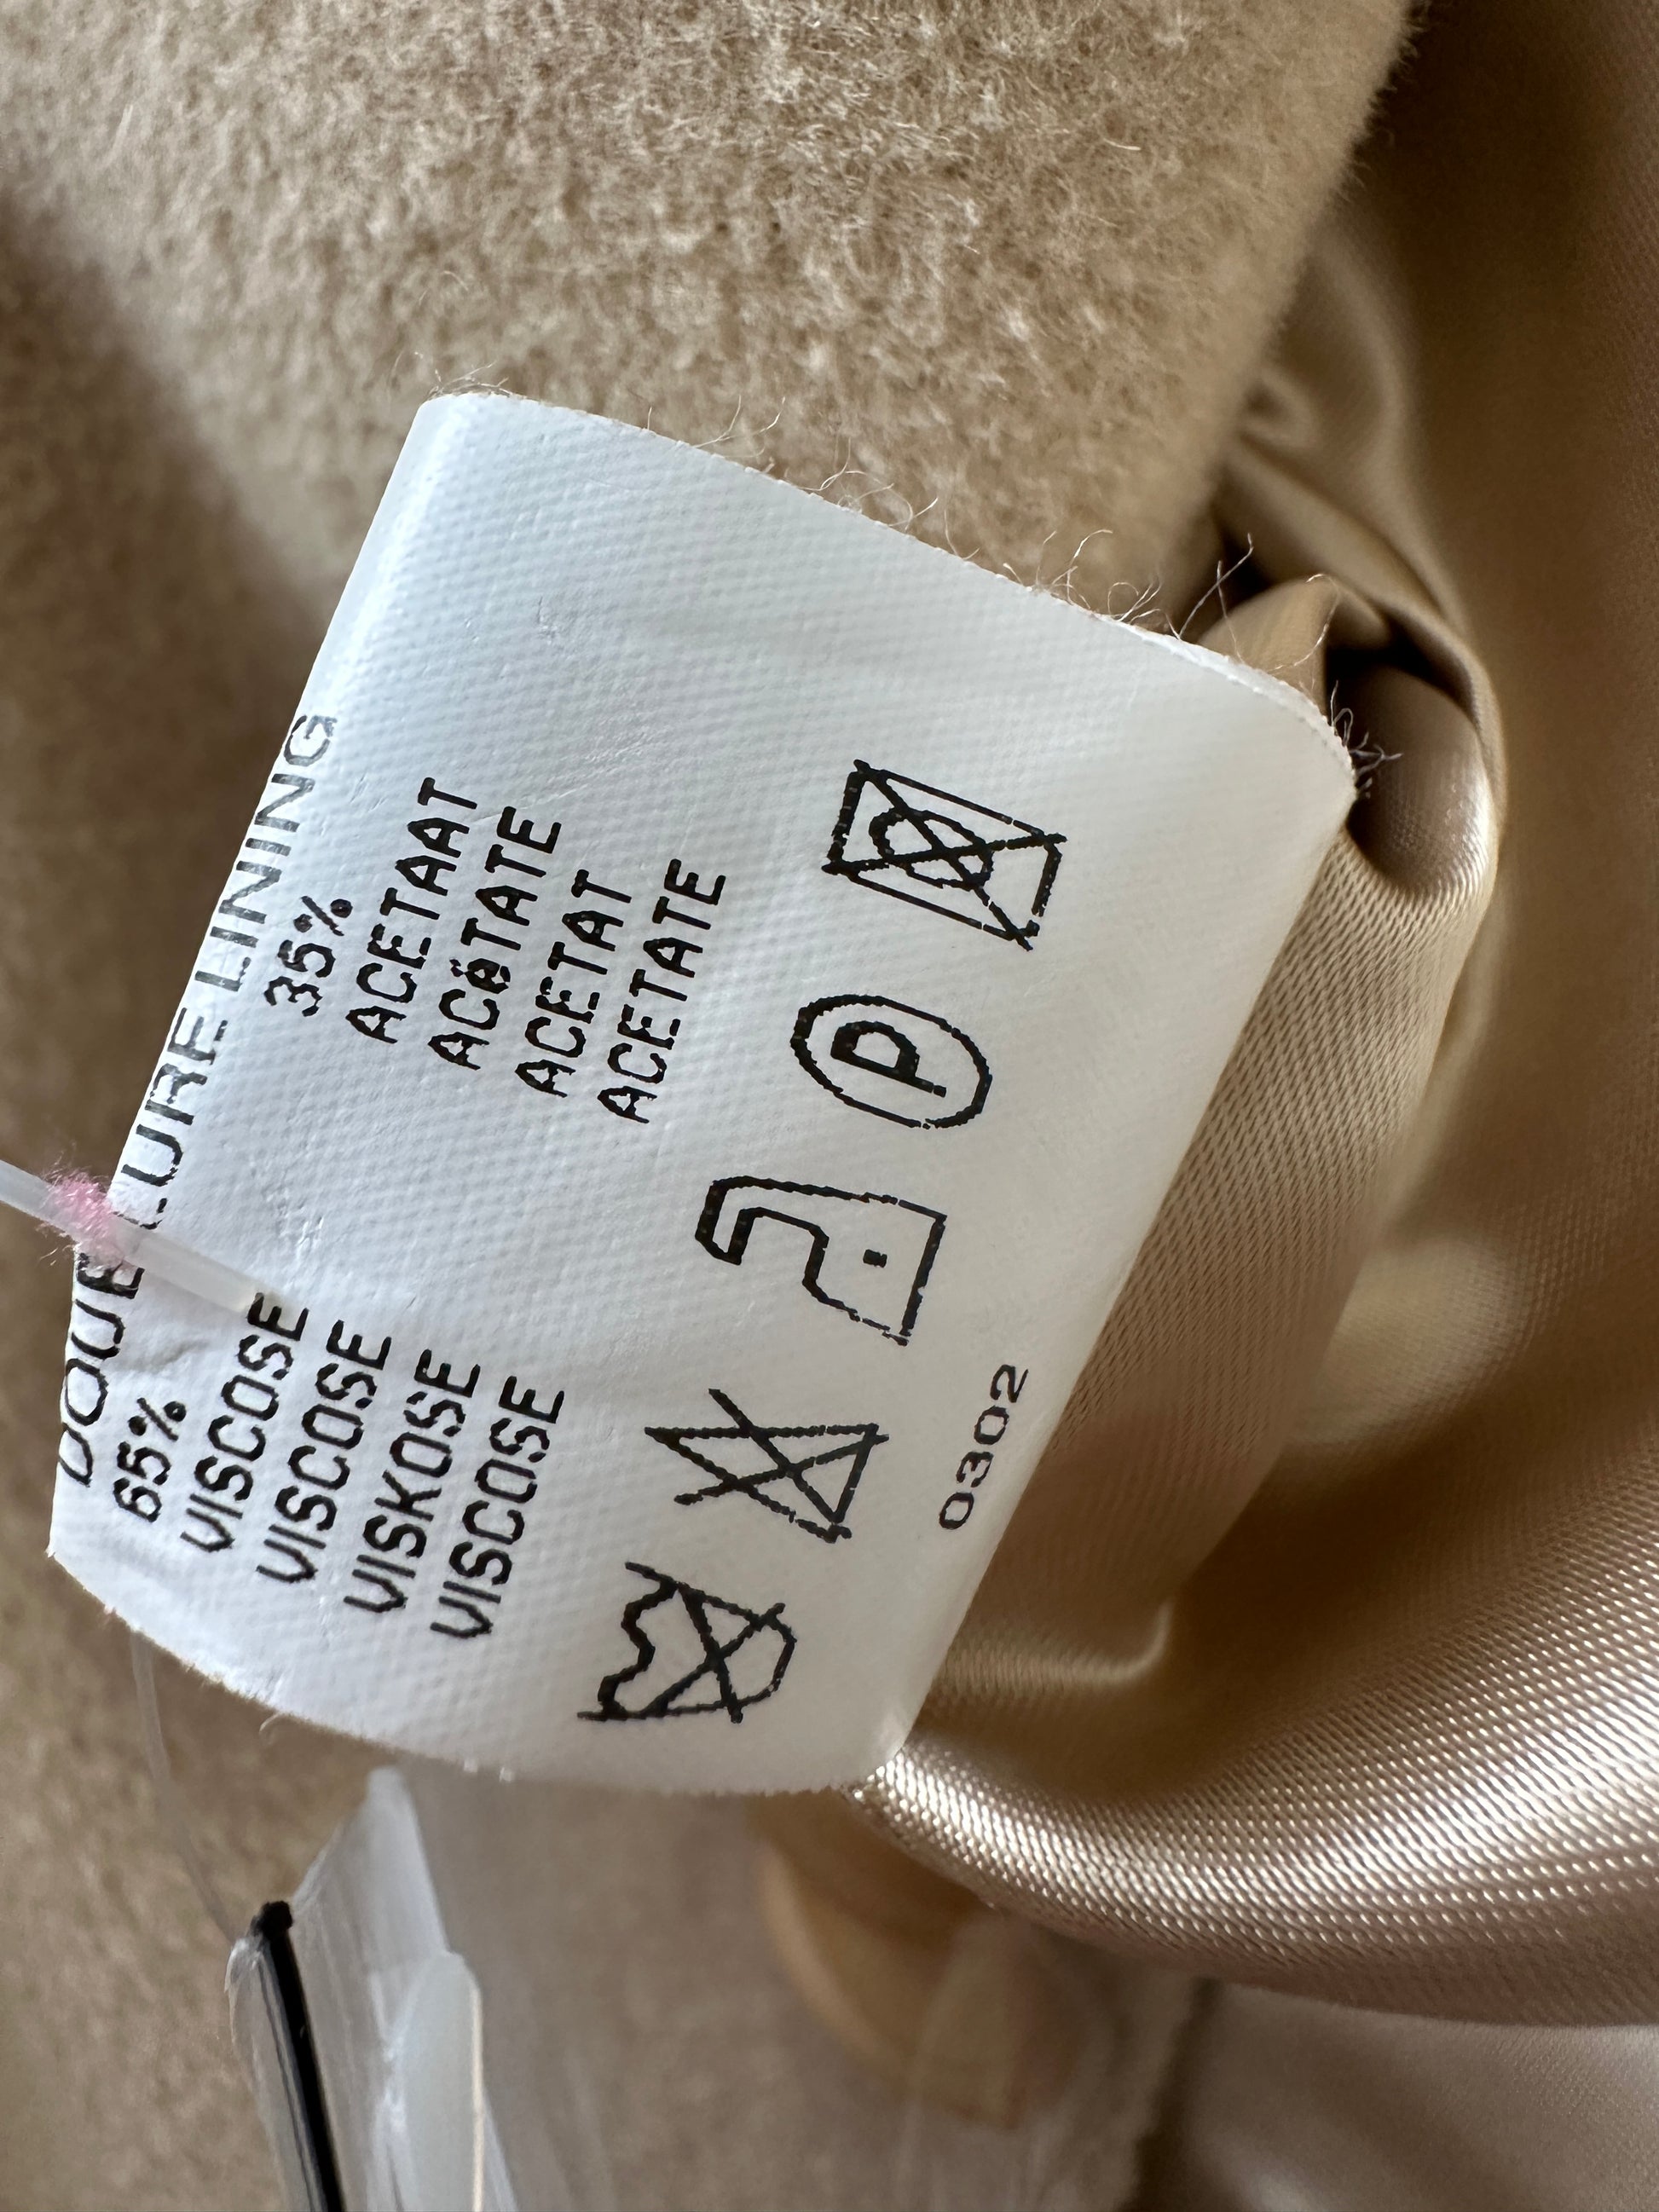 DOUBLURE LINING
65% 35%
VISCOSE ACETAAT
VISCOSE ACéTATE
VISKOSE ACETAT
VISCOSE ACETATE
P
0302